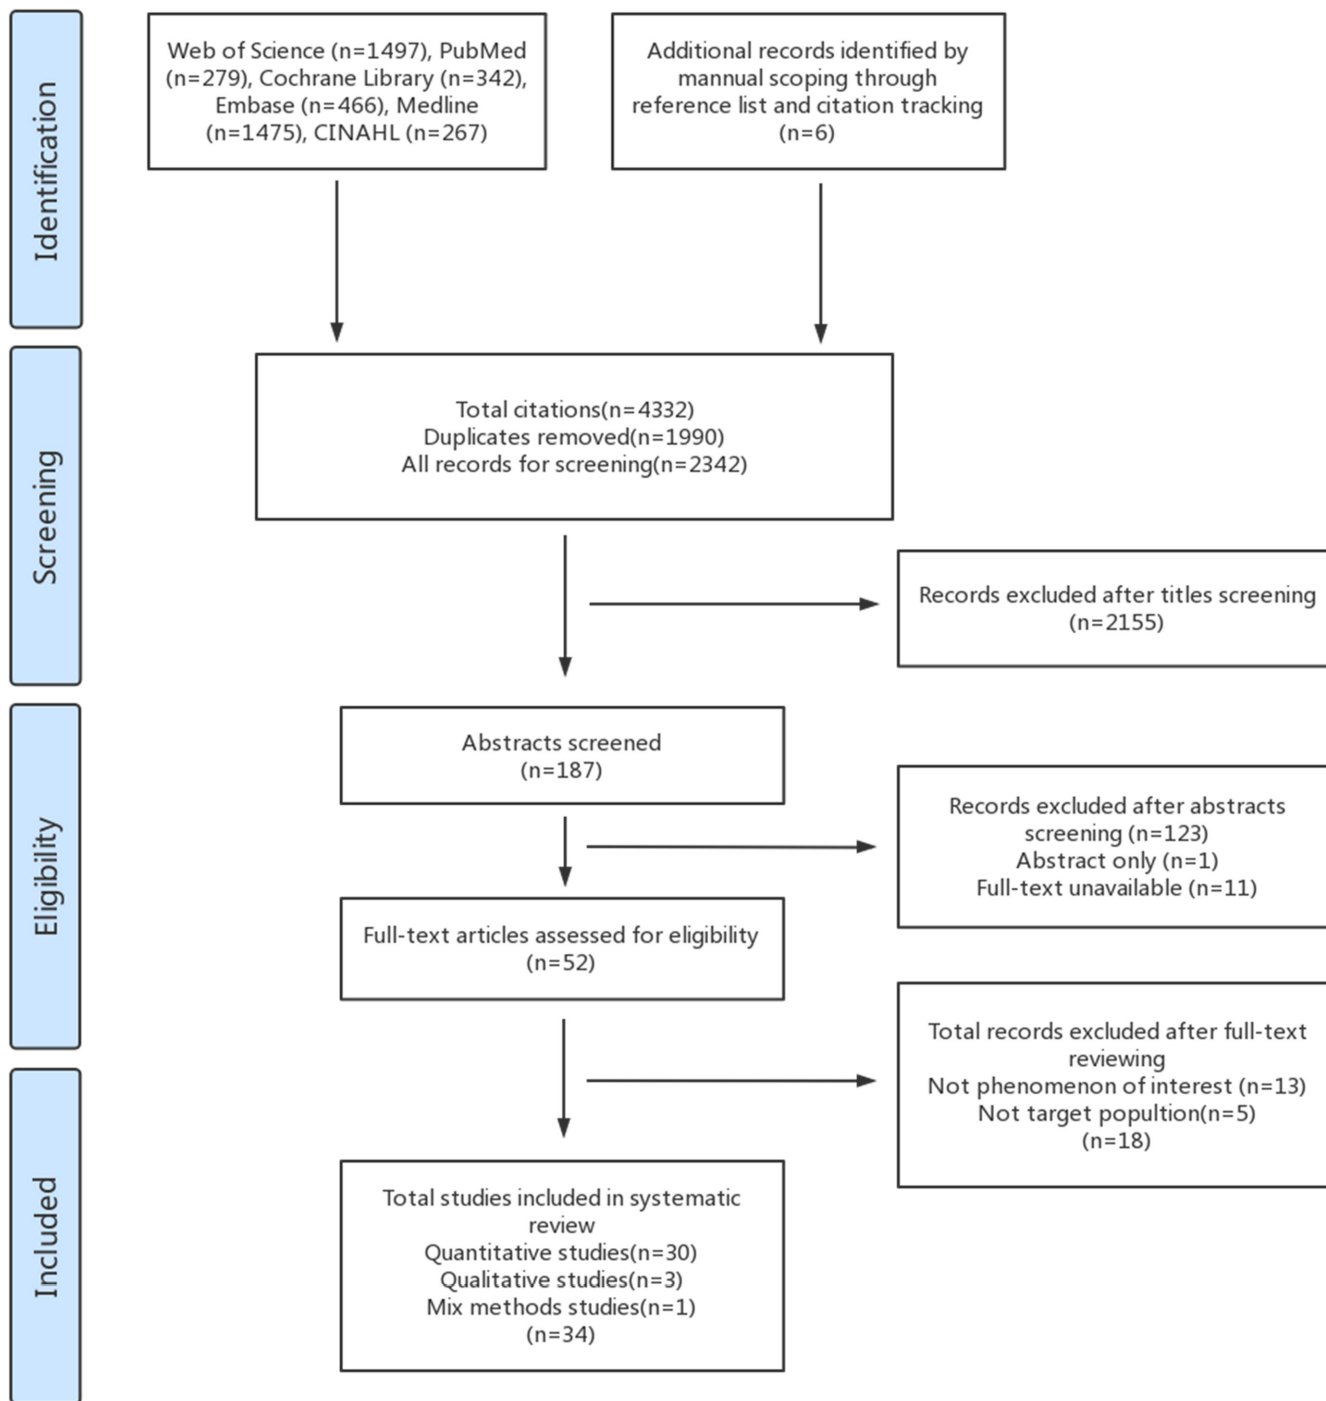 Identification
Web of Science (n=1497), PubMed
(n=279), Cochrane Library (n=342),
Embase (n=466), Medline
(n=1475), CINAHL (n=267)
Additional records identified by
mannual scoping through
reference list and citation tracking
(n=6)
Screening
Total citations(n=4332)
Duplicates removed(n=1990)
All records for screening(n=2342)
Records excluded after titles screening
(n=2155)
Eligibility
Abstracts screened
(n=187)
Records excluded after abstracts
screening (n=123)
Abstract only (n=1)
Full-text unavailable (n=11)
Full-text articles assessed for eligibility
(n=52)
Total records excluded after full-text
reviewing
Not phenomenon of interest (n=13)
Not target popultion(n=5)
(n=18)
Included
Total studies included in systematic
review
Quantitative studies(n=30)
Qualitative studies(n=3)
Mix methods studies(n=1)
(n=34)